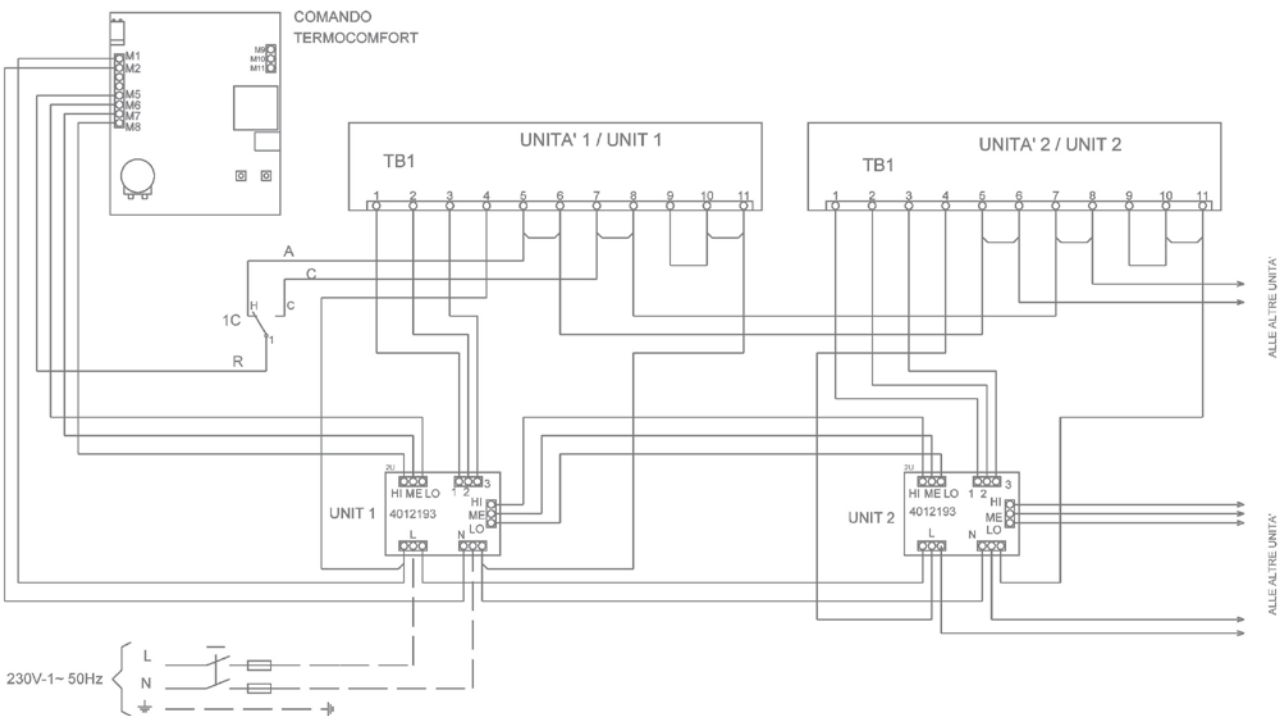 COMANDO
TERMOCOMFORT
M1
M2
M5
M6
M7
M8
M9
M10
M11
UNITA' 1 / UNIT 1
TB1
1 2 3 4 5 6 7 8 9 10 11
UNITA' 2 / UNIT 2
TB1
1 2 3 4 5 6 7 8 9 10 11
A
C
H
C
1C
1
R
ALLE ALTRE UNITA'
2U
HI ME LO
1 2 3
UNIT 1
4012193
HI
ME
LO
L
N
2U
HI ME LO
1 2 3
UNIT 2
4012193
HI
ME
LO
L
N
ALLE ALTRE UNITA'
230V-1~ 50Hz
L
N